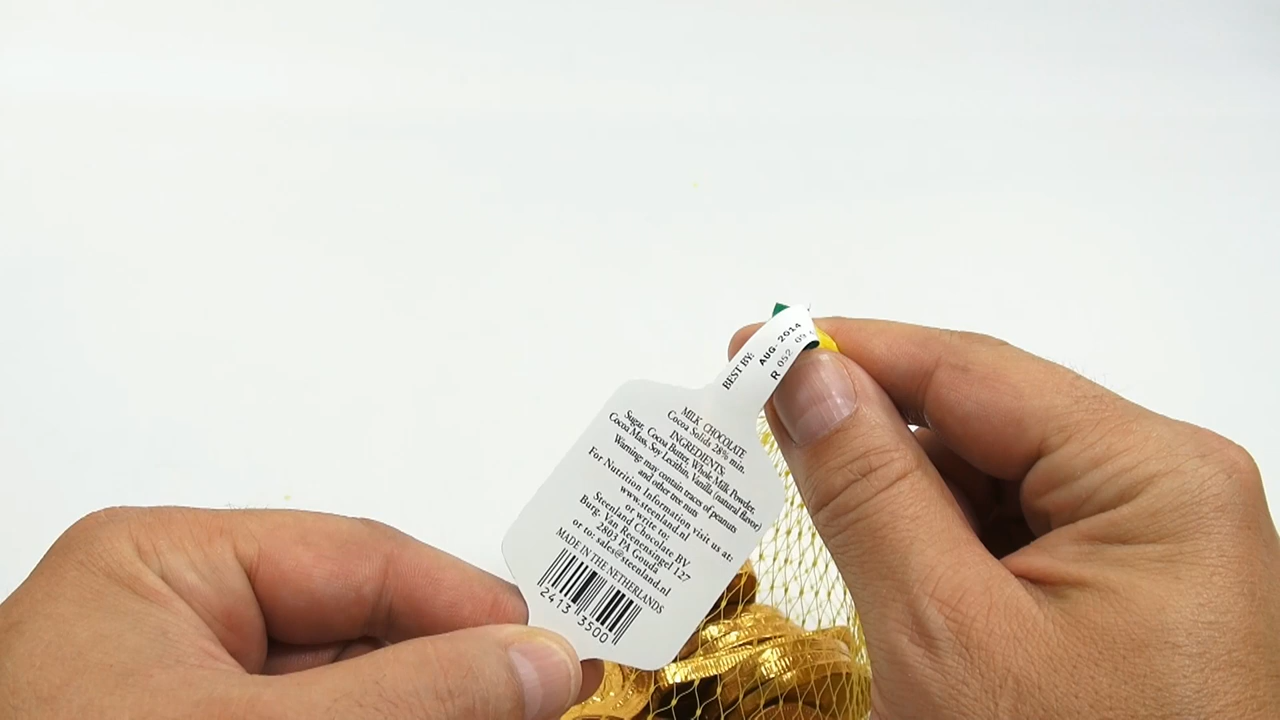 BEST BY:
AUG- 2014
R 052 09
MILK CHOCOLATE
Cocoa Solids 28% min.
INGREDIENTS:
Sugar, Cocoa Butter, Whole Milk Powder,
Cocoa Mass, Soy Lecithin, Vanilla (natural flavor)
Warning: may contain traces of peanuts
and other tree nuts
For Nutrition Information visit us at:
www.steenland.nl
or write to:
Steenland Chocolate BV
Burg. Van Reenensingel 127
2803 PA Gouda
or to: sales@steenland.nl
MADE IN THE NETHERLANDS
2413 3500